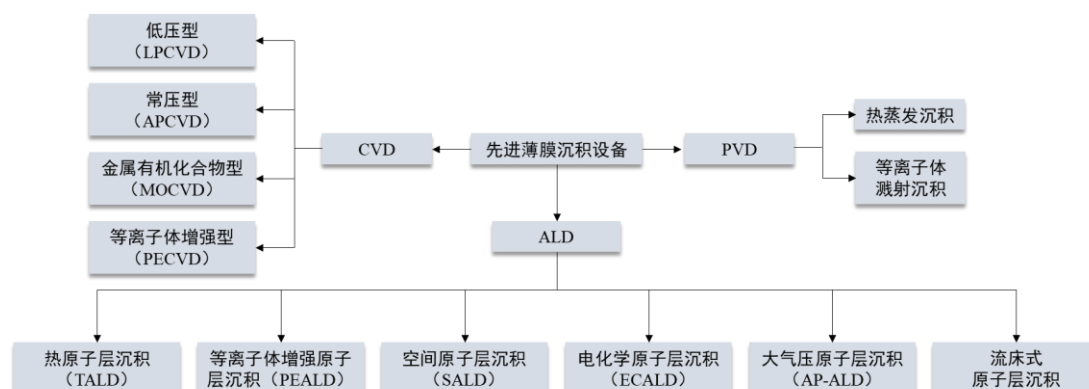 低压型
（LPCVD）
常压型
（APCVD）
金属有机化合物型
（MOCVD）
等离子体增强型
（PECVD）
CVD
先进薄膜沉积设备
PVD
热蒸发沉积
等离子体
溅射沉积
ALD
热原子层沉积
（TALD）
等离子体增强原子
层沉积（PEALD）
空间原子层沉积
（SALD）
电化学原子层沉积
（ECALD）
大气压原子层沉积
（AP-ALD）
流床式
原子层沉积